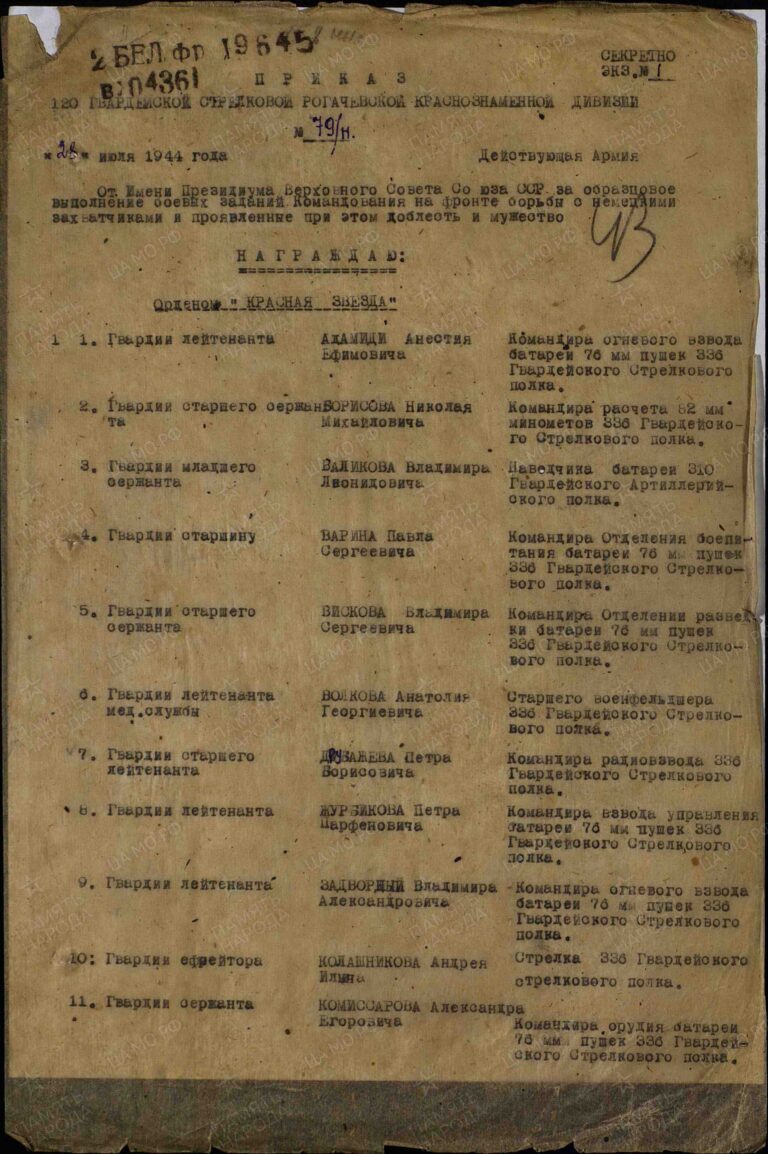 2 БЕЛ.ФР 19645
В 04361
СЕКРЕТНО
ЭКЗ.№ 1
П Р И К А З
120 ГВАРДЕЙСКОЙ СТРЕЛКОВОЙ РОГАЧЕВСКОЙ КРАСНОЗНАМЕННОЙ ДИВИЗИИ
№ 79/н.
"28" июля 1944 года Действующая Армия
От Имени Президиума Верховного Совета Со юза ССР за образцовое
выполнение боевых заданий Командования на фронте борьбы с немецкими
захватчиками и проявленные при этом доблесть и мужество
Н А Г Р А Ж Д А Ю:
Орденом " КРАСНАЯ ЗВЕЗДА"
1 1. Гвардии лейтенанта АДАМИДИ Анестия Командира огневого взвода
Ефимовича батареи 76 мм пушек 336
Гвардейского Стрелкового
полка.
2. Гвардии старшего сержан БОРИСОВА Николая Командира расчета 82 мм
та Михайловича минометов 336 Гвардейско-
го Стрелкового полка.
3. Гвардии младшего ВАЛИКОВА Владимира Наводчика батареи 310
сержанта Леонидовича Гвардейского Артиллерий-
ского полка.
4. Гвардии старшину ВАРИНА Павла Командира Отделения боепи-
Сергеевича тания батареи 76 мм пушек
336 Гвардейского Стрелко-
вого полка.
5. Гвардии старшего ВИСКОВА Владимира Командира Отделении развед
сержанта Сергеевича ки батареи 76 мм пушек
336 Гвардейского Стрелко-
вого полка.
6. Гвардии лейтенанта ВОЛКОВА Анатолия Старшего военфельдшера
мед.службы Георгиевича 336 Гвардейского Стрелко-
вого полка.
7. Гвардии старшего Петра Командира радиовзвода 336
лейтенанта Борисовича Гвардейского Стрелкового
полка.
8. Гвардии лейтенанта ЖУРБИКОВА Петра Командира взвода управления
Парфеновича батареи 76 мм пушек 336
Гвардейского Стрелкового
полка.
9. Гвардии лейтенанта ЗАДВОРНЫЙ Владимира Командира огневого взвода
Александровича батареи 76 мм пушек 336
Гвардейского Стрелкового
полка.
10: Гвардии ефрейтора КОЛАШНИКОВА Андрея Стрелка 336 Гвардейского
Ильича стрелкового полка.
11. Гвардии сержанта КОМИССАРОВА Александра
Егоровича Командира орудия батареи
76 мм пушек 336 Гвардей-
ского Стрелкового полка.